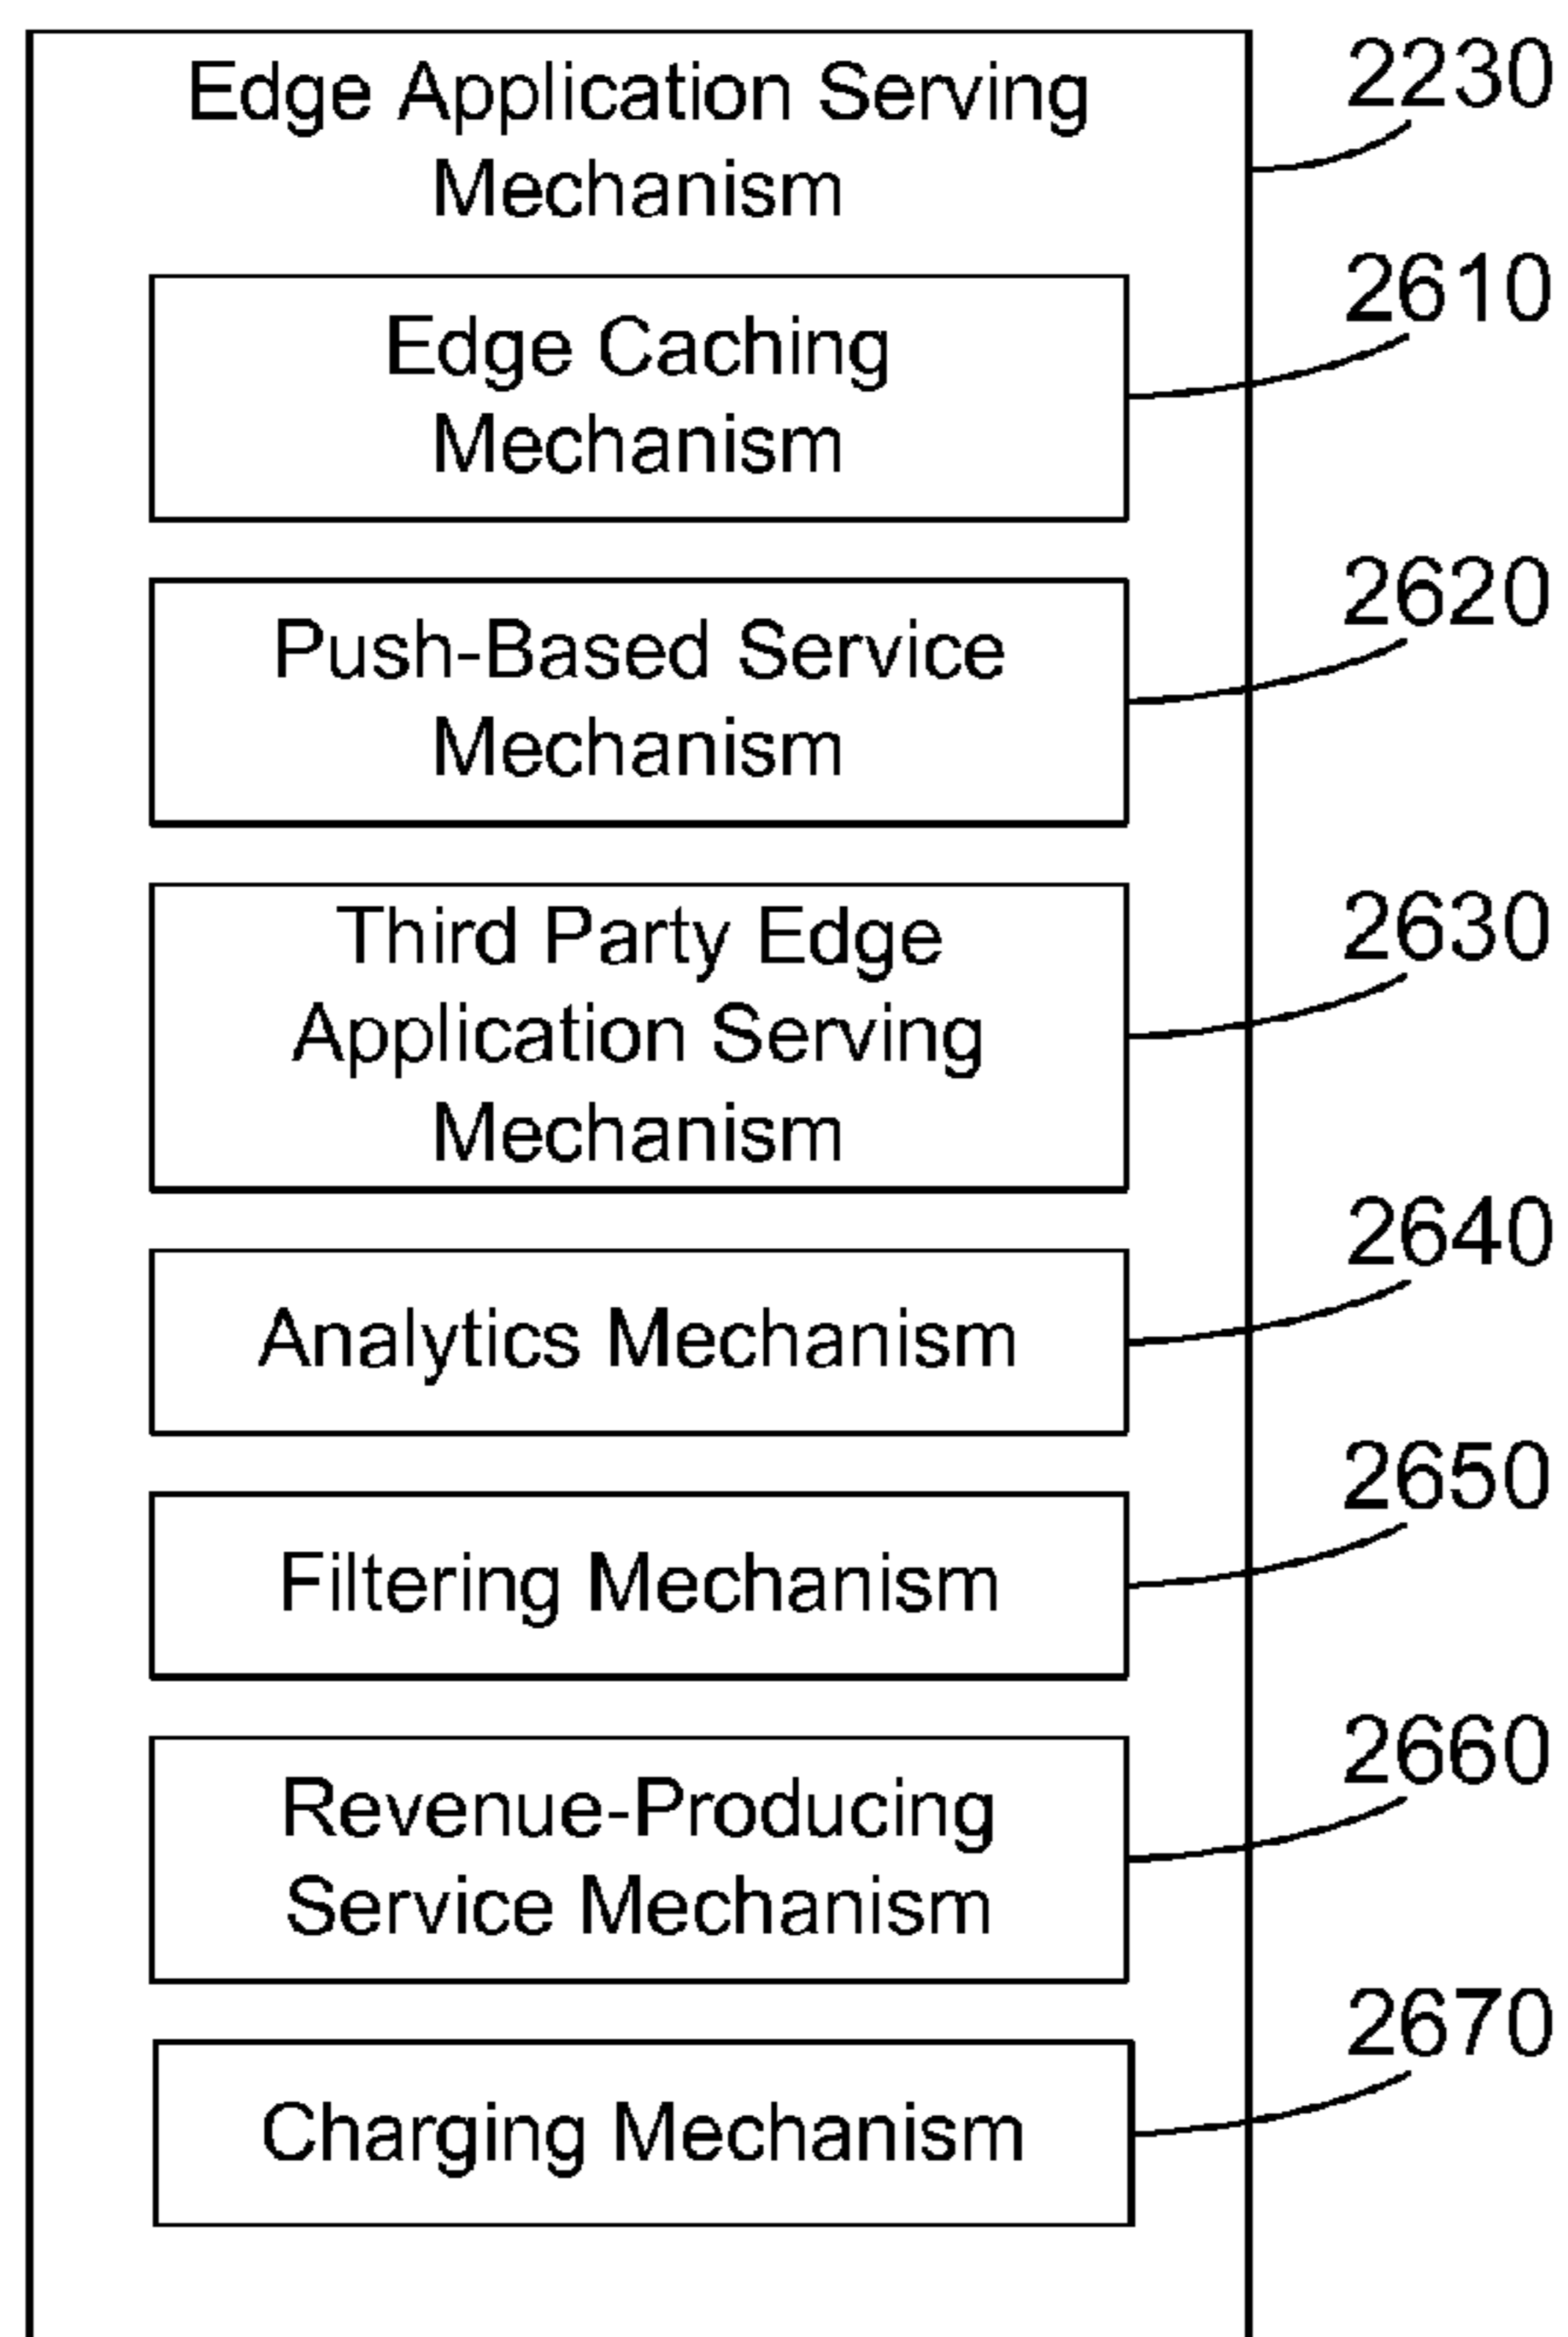 Edge Application Serving
Mechanism
2230
Edge Caching
Mechanism
2610
Push-Based Service
Mechanism
2620
Third Party Edge
Application Serving
Mechanism
2630
Analytics Mechanism
2640
Filtering Mechanism
2650
Revenue-Producing
Service Mechanism
2660
Charging Mechanism
2670